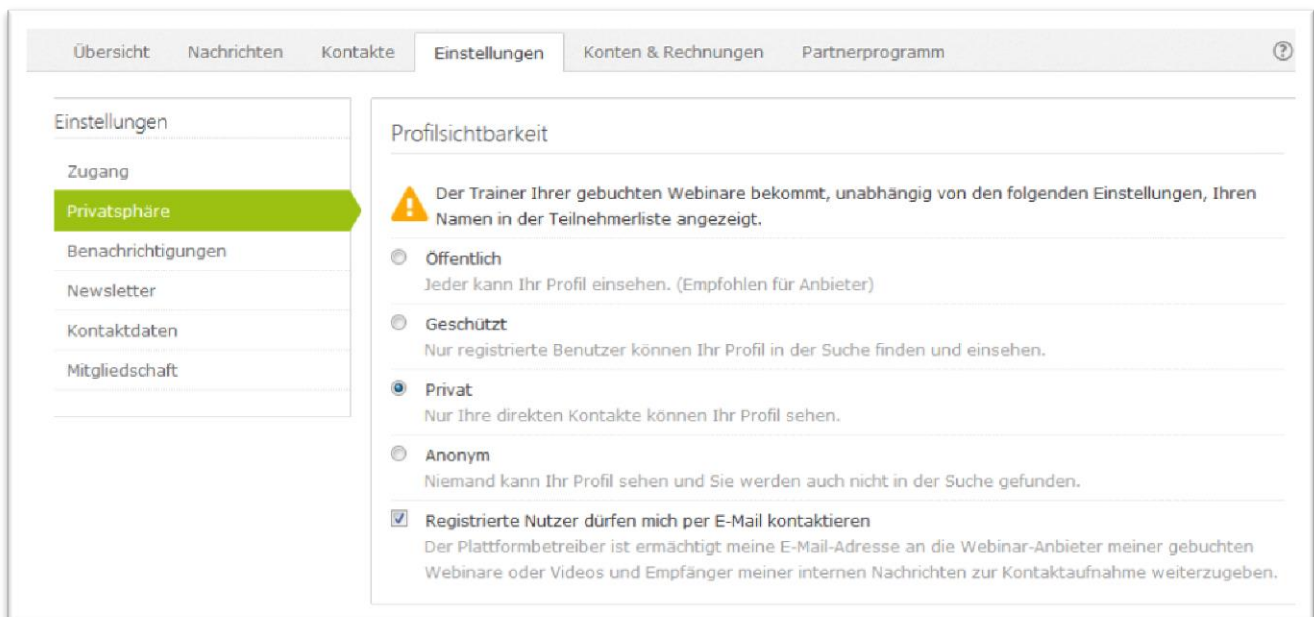 Übersicht Nachrichten Kontakte Einstellungen Konten & Rechnungen Partnerprogramm ?
Einstellungen
Zugang
Privatsphäre
Benachrichtigungen
Newsletter
Kontaktdaten
Mitgliedschaft
Profilsichtbarkeit
Der Trainer Ihrer gebuchten Webinare bekommt, unabhängig von den folgenden Einstellungen, Ihren
Namen in der Teilnehmerliste angezeigt.
Öffentlich
Jeder kann Ihr Profil einsehen. (Empfohlen für Anbieter)
Geschützt
Nur registrierte Benutzer können Ihr Profil in der Suche finden und einsehen.
Privat
Nur Ihre direkten Kontakte können Ihr Profil sehen.
Anonym
Niemand kann Ihr Profil sehen und Sie werden auch nicht in der Suche gefunden.
Registrierte Nutzer dürfen mich per E-Mail kontaktieren
Der Plattformbetreiber ist ermächtigt meine E-Mail-Adresse an die Webinar-Anbieter meiner gebuchten
Webinare oder Videos und Empfänger meiner internen Nachrichten zur Kontaktaufnahme weiterzugeben.